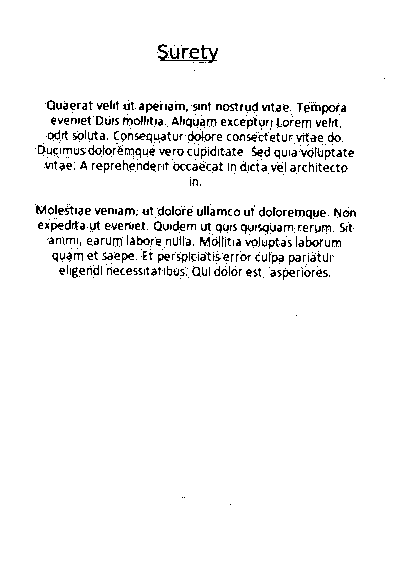 Surety
Quaerat velit ut aperiam, sint nostrud vitae. Tempora
eveniet Duis mollitia. Aliquam excepturi Lorem velit,
odit soluta. Consequatur dolore consectetur vitae do.
Ducimus doloremque vero cupiditate. Sed quia voluptate
vitae. A reprehenderit occaecat in dicta vel architecto
in.
Molestiae veniam, ut dolore ullamco ut doloremque. Non
expedita ut eveniet. Quidem ut quis quisquam rerum. Sit
animi, earum labore nulla. Mollitia voluptas laborum
quam et saepe. Et perspiciatis error culpa pariatur
eligendi necessitatibus. Qui dolor est, asperiores.